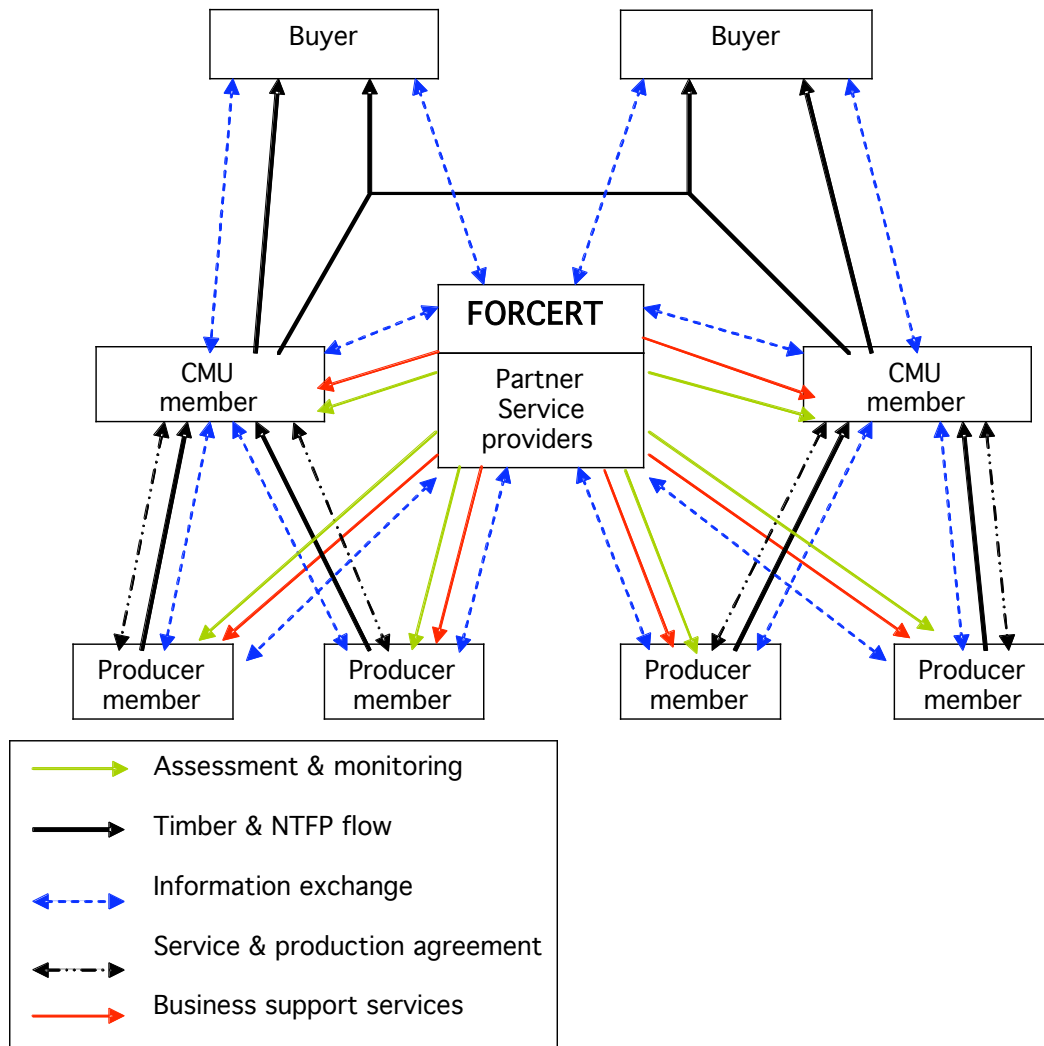 Buyer
Buyer
FORCERT
Partner
Service
providers
CMU
member
CMU
member
Producer
member
Producer
member
Producer
member
Producer
member
Assessment & monitoring
Timber & NTFP flow
Information exchange
Service & production agreement
Business support services